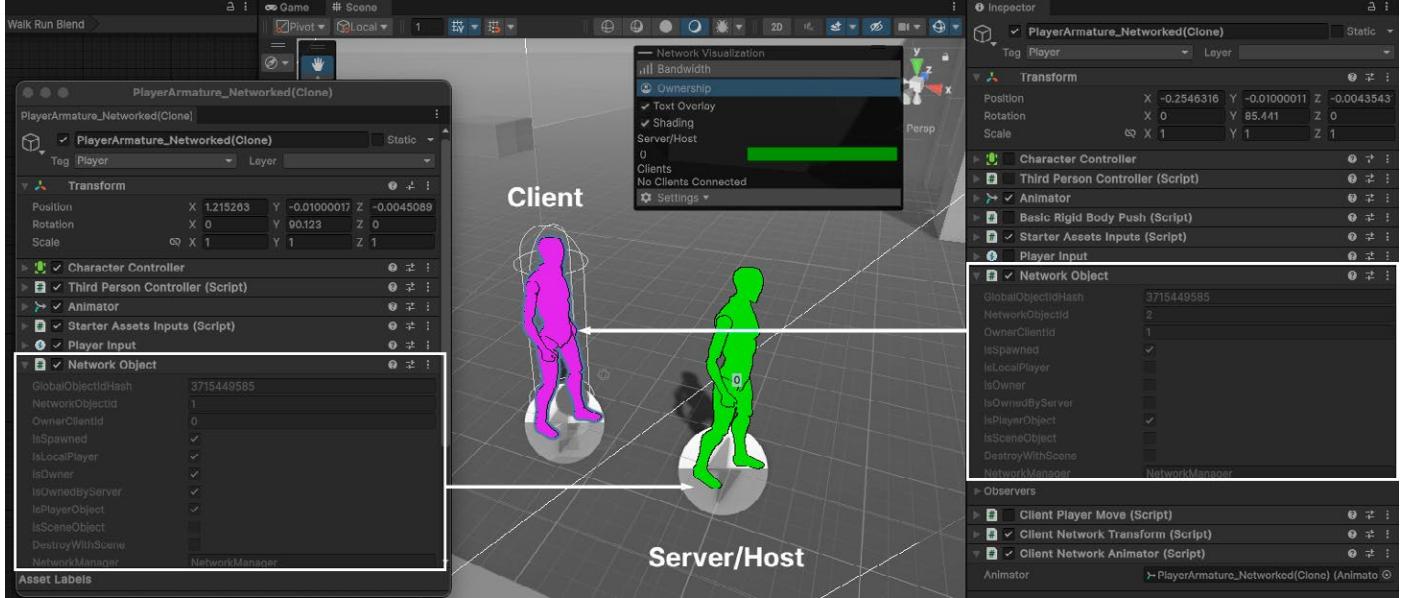 Walk Run Blend
Game
Scene
Pivot
Local
1
2D
PlayerArmature_Networked(Clone)
PlayerArmature_Networked(Clone)
PlayerArmature_Networked(Clone)
Static
Tag Player
Layer
Transform
Position X 1.215263 Y -0.01000017 Z -0.0045089
Rotation X 0 Y 90.123 Z 0
Scale X 1 Y 1 Z 1
Character Controller
Third Person Controller (Script)
Animator
Starter Assets Inputs (Script)
Player Input
Network Object
GlobalObjectIdHash 3715449585
NetworkObjectId 1
OwnerClientId 0
IsSpawned
IsLocalPlayer
IsOwner
IsOwnedByServer
IsPlayerObject
IsSceneObject
DestroyWithScene
NetworkManager NetworkManager
Asset Labels
Network Visualization
Bandwidth
Ownership
Text Overlay
Shading
Server/Host
0
Clients
No Clients Connected
Settings
y
z
x
Persp
Client
0
Server/Host
Inspector
PlayerArmature_Networked(Clone)
Static
Tag Player
Layer
Transform
Position X -0.2546316 Y -0.01000011 Z -0.0043543
Rotation X 0 Y 85.441 Z 0
Scale X 1 Y 1 Z 1
Character Controller
Third Person Controller (Script)
Animator
Basic Rigid Body Push (Script)
Starter Assets Inputs (Script)
Player Input
Network Object
GlobalObjectIdHash 3715449585
NetworkObjectId 2
OwnerClientId 1
IsSpawned
IsLocalPlayer
IsOwner
IsOwnedByServer
IsPlayerObject
IsSceneObject
DestroyWithScene
NetworkManager NetworkManager
Observers
Client Player Move (Script)
Client Network Transform (Script)
Client Network Animator (Script)
Animator PlayerArmature_Networked(Clone) (Animato